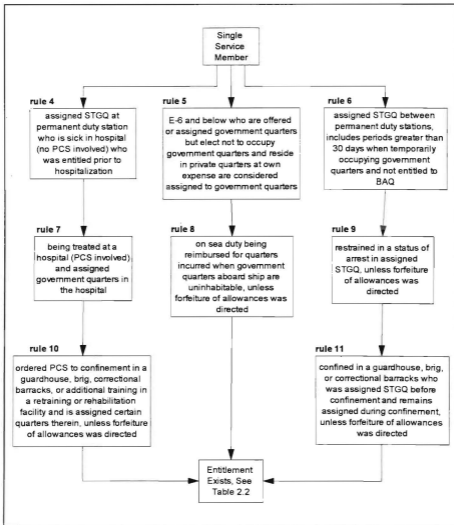 Single
Service
Member
rule 4
assigned STGQ at
permanent duty station
who is sick in hospital
(no PCS involved) who
was entitled prior to
hospitalization
rule 5
E-6 and below who are offered
or assigned government quarters
but elect not to occupy
government quarters and reside
in private quarters at own
expense are considered
assigned to government quarters
rule 6
assigned STGQ between
permanent duty stations,
includes periods greater than
30 days when temporarily
occupying government
quarters and not entitled to
BAQ
rule 7
being treated at a
hospital (PCS involved)
and assigned
government quarters in
the hospital
rule 8
on sea duty being
reimbursed for quarters
incurred when government
quarters aboard ship are
uninhabitable, unless
forfeiture of allowances was
directed
rule 9
restrained in a status of
arrest in assigned
STGQ, unless forfeiture
of allowances was
directed
rule 10
ordered PCS to confinement in a
guardhouse, brig, correctional
barracks, or additional training in
a retraining or rehabilitation
facility and is assigned certain
quarters therein, unless forfeiture
of allowances was directed
rule 11
confined in a guardhouse, brig,
or correctional barracks who
was assigned STGQ before
confinement and remains
assigned during confinement,
unless forfeiture of allowances
was directed
Entitlement
Exists, See
Table 2.2